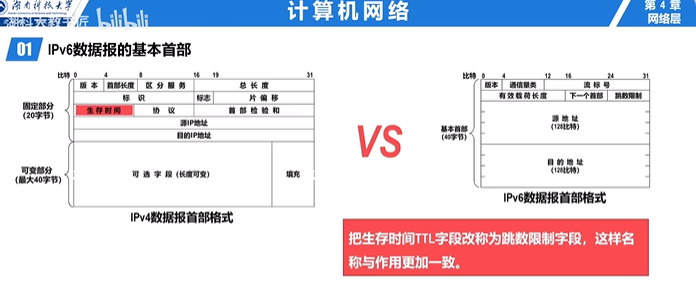 湖南科技大学
计算机网络
第 4 章
网络层
湖科大教书匠 bilibili
01 IPv6数据报的基本首部
比特 0 4 8 16 19 31
版 本 首部长度 区 分 服 务 总 长 度
标 识 标志 片 偏 移
生 存 时 间 协 议 首 部 检 验 和
源IP地址
目的IP地址
可 选 字 段 (长度可变) 填充
固定部分
(20字节)
可变部分
(最大40字节)
IPv4数据报首部格式
VS
比特 0 4 12 16 24 31
版本 通信量类 流 标 号
有 效 载 荷 长 度 下一个首部 跳数限制
源 地 址
(128比特)
目 的 地 址
(128比特)
基本首部
(40字节)
IPv6数据报首部格式
把生存时间TTL字段改称为跳数限制字段，这样名
称与作用更加一致。